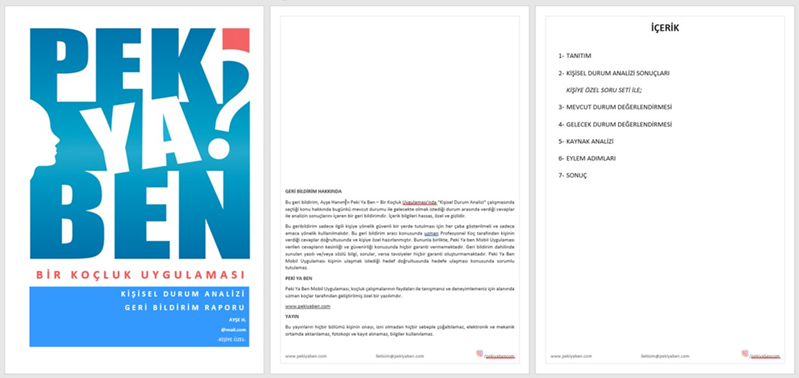 PEKİ
YA?
BEN
BİR KOÇLUK UYGULAMASI
KİŞİSEL DURUM ANALİZİ
GERİ BİLDİRİM RAPORU
AYŞE H.
@mail.com
-KİŞİYE ÖZEL-
GERİ BİLDİRİM HAKKINDA
Bu geri bildirim, Ayşe Hanım'ın Peki Ya Ben – Bir Koçluk Uygulaması'nda "Kişisel Durum Analizi" çalışmasında
seçtiği konu hakkında bugünkü mevcut durumu ile gelecekte olmak istediği durum arasında verdiği cevaplar
ile analizin sonuçlarını içeren bir geri bildirimdir. İçerik bilgileri hassas, özel ve gizlidir.
Bu geribildirim sadece ilgili kişiye yönelik güvenli bir yerde tutulması için her çaba gösterilmeli ve sadece
amaca yönelik kullanılmalıdır. Bu geri bildirim aracı konusunda uzman Profesyonel Koç tarafından kişinin
verdiği cevaplar doğrultusunda ve kişiye özel hazırlanmıştır. Bununla birlikte, Peki Ya ben Mobil Uygulaması
verilen cevapların kesinliği ve güvenliği konusunda hiçbir garanti vermemektedir. Geri bildirim dahilinde
sunulan yazılı ve/veya sözlü bilgi, sonuçlar, varsa tavsiyeler hiçbir garanti oluşturmamaktadır. Peki Ya Ben
Mobil Uygulaması kişinin ulaşmak istediği hedef doğrultusunda hedefe ulaşması konusunda sorumlu
tutulamaz.
PEKİ YA BEN
Peki Ya Ben Mobil Uygulaması; koçluk çalışmalarının faydaları ile tanışmanız ve deneyimlemeniz için alanında
uzman koçlar tarafından geliştirilmiş özel bir yazılımdır.
www.pekiyaben.com
YAYIN
Bu yayınların hiçbir bölümü kişinin onayı, izni olmadan hiçbir sebeple çoğaltılamaz, elektronik ve mekanik
ortamda aktarılamaz, fotokopi ve kayıt alınamaz, bilgiler kullanılamaz.
www.pekiyaben.com iletisim@pekiyaben.com /pekiyabencom
İÇERİK
1- TANITIM
2- KİŞİSEL DURUM ANALİZİ SONUÇLARI
KİŞİYE ÖZEL SORU SETİ İLE;
3- MEVCUT DURUM DEĞERLENDİRMESİ
4- GELECEK DURUM DEĞERLENDİRMESİ
5- KAYNAK ANALİZİ
6- EYLEM ADIMLARI
7- SONUÇ
www.pekiyaben.com iletisim@pekiyaben.com /pekiyabencom